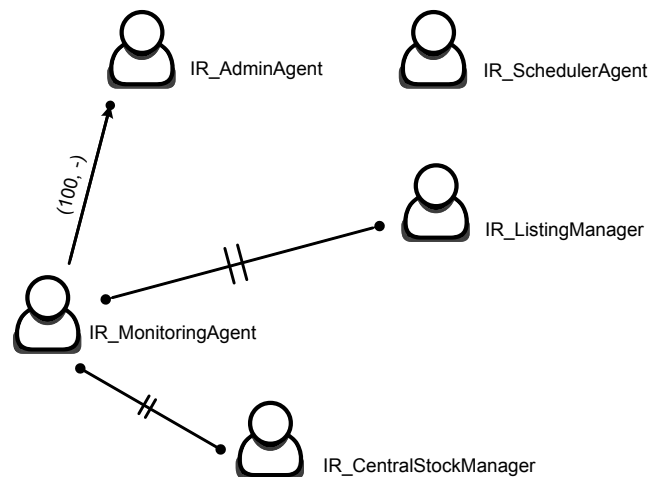 IR_AdminAgent
IR_SchedulerAgent
(100, -)
IR_ListingManager
IR_MonitoringAgent
IR_CentralStockManager